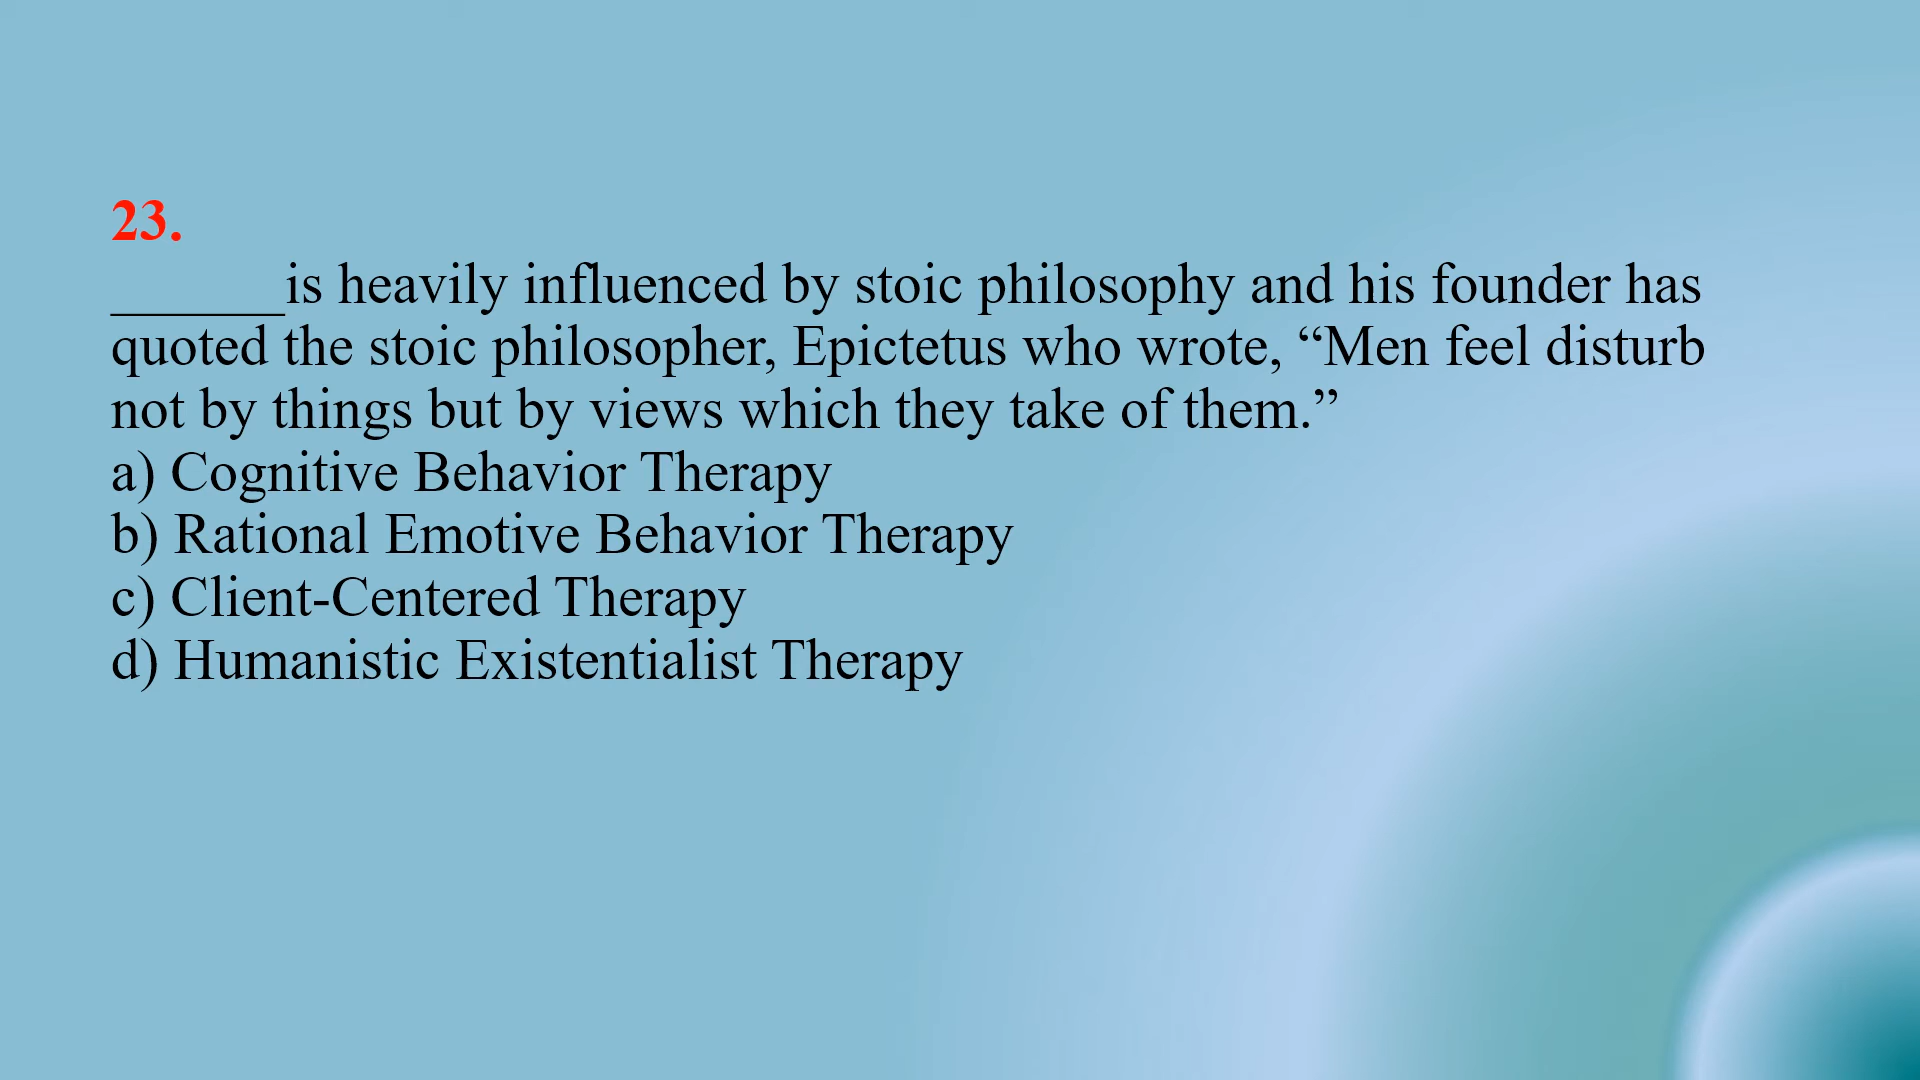 23.
______is heavily influenced by stoic philosophy and his founder has
quoted the stoic philosopher, Epictetus who wrote, “Men feel disturb
not by things but by views which they take of them.”
a) Cognitive Behavior Therapy
b) Rational Emotive Behavior Therapy
c) Client-Centered Therapy
d) Humanistic Existentialist Therapy